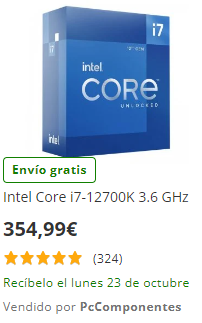 i7
intel
CORE
UNLOCKED
Envío gratis
Intel Core i7-12700K 3.6 GHz
354,99€
(324)
Recíbelo el lunes 23 de octubre
Vendido por PcComponentes